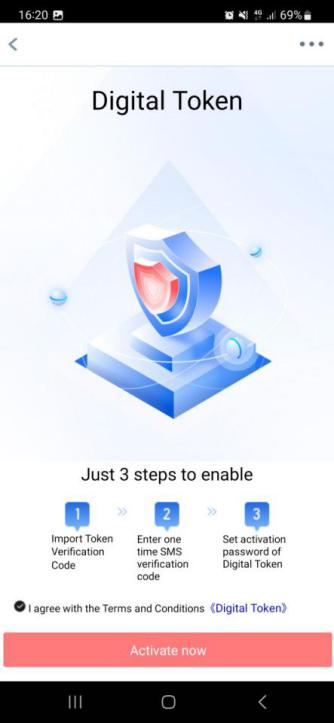 16:20 4G 69%
Digital Token
Just 3 steps to enable
1 » 2 » 3
Import Token Enter one Set activation
Verification time SMS password of
Code verification Digital Token
code
I agree with the Terms and Conditions 《Digital Token》
Activate now